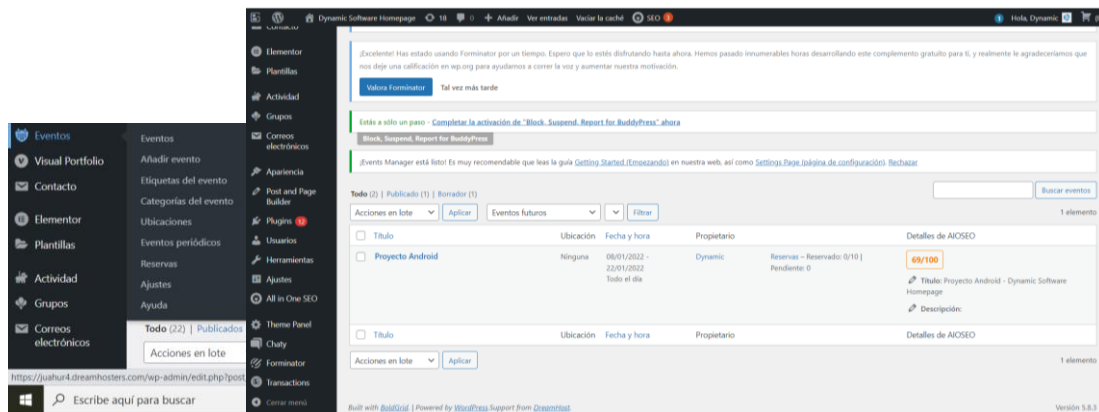 Eventos
Visual Portfolio
Contacto
Elementor
Plantillas
Actividad
Grupos
Correos
electrónicos
Eventos
Añadir evento
Etiquetas del evento
Categorías del evento
Ubicaciones
Eventos periódicos
Reservas
Ajustes
Ayuda
Todo (22) | Publicados
Acciones en lote
https://juahur4.dreamhosters.com/wp-admin/edit.php?post
Escribe aquí para buscar
Dynamic Software Homepage 18 0 Añadir Ver entradas Vaciar la caché SEO 3 1 Hola, Dynamic
Contacto
Elementor
Plantillas
Actividad
Grupos
Correos
electrónicos
Apariencia
Post and Page
Builder
Plugins 12
Usuarios
Herramientas
Ajustes
All in One SEO
Theme Panel
Chaty
Forminator
Transactions
Cerrar menú
¡Excelente! Has estado usando Forminator por un tiempo. Espero que lo estés disfrutando hasta ahora. Hemos pasado innumerables horas desarrollando este complemento gratuito para ti, y realmente le agradeceríamos que
nos deje una calificación en wp.org para ayudarnos a correr la voz y aumentar nuestra motivación.
Valora Forminator Tal vez más tarde
Estás a sólo un paso - Completar la activación de "Block, Suspend, Report for BuddyPress" ahora
Block, Suspend, Report for BuddyPress
¡Events Manager está listo! Es muy recomendable que leas la guía Getting Started (Empezando) en nuestra web, así como Settings Page (página de configuración). Rechazar
Todo (2) | Publicado (1) | Borrador (1)
Buscar eventos
Acciones en lote Aplicar Eventos futuros Filtrar 1 elemento
Título Ubicación Fecha y hora Propietario Detalles de AIOSEO
Proyecto Android Ninguna 08/01/2022 - Dynamic Reservas – Reservado: 0/10 | 69/100
22/01/2022 Pendiente: 0
Todo el día
Título: Proyecto Android - Dynamic Software
Homepage
Descripción:
Título Ubicación Fecha y hora Propietario Detalles de AIOSEO
Acciones en lote Aplicar 1 elemento
Built with BoldGrid | Powered by WordPress Support from DreamHost. Versión 5.8.3